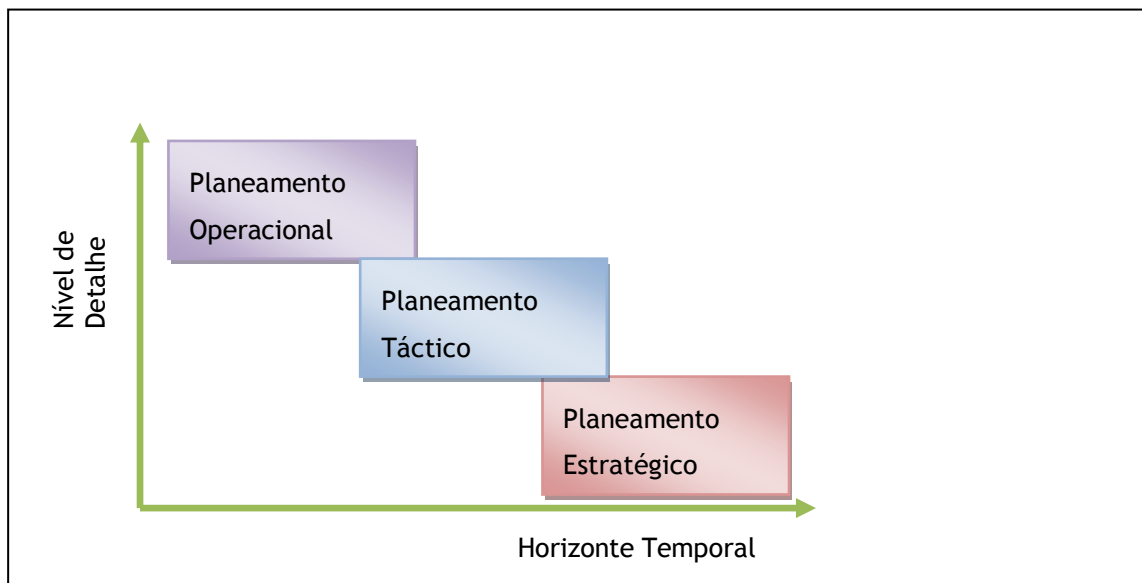 Planeamento
Operacional
Nível de
Detalhe
Planeamento
Táctico
Planeamento
Estratégico
Horizonte Temporal